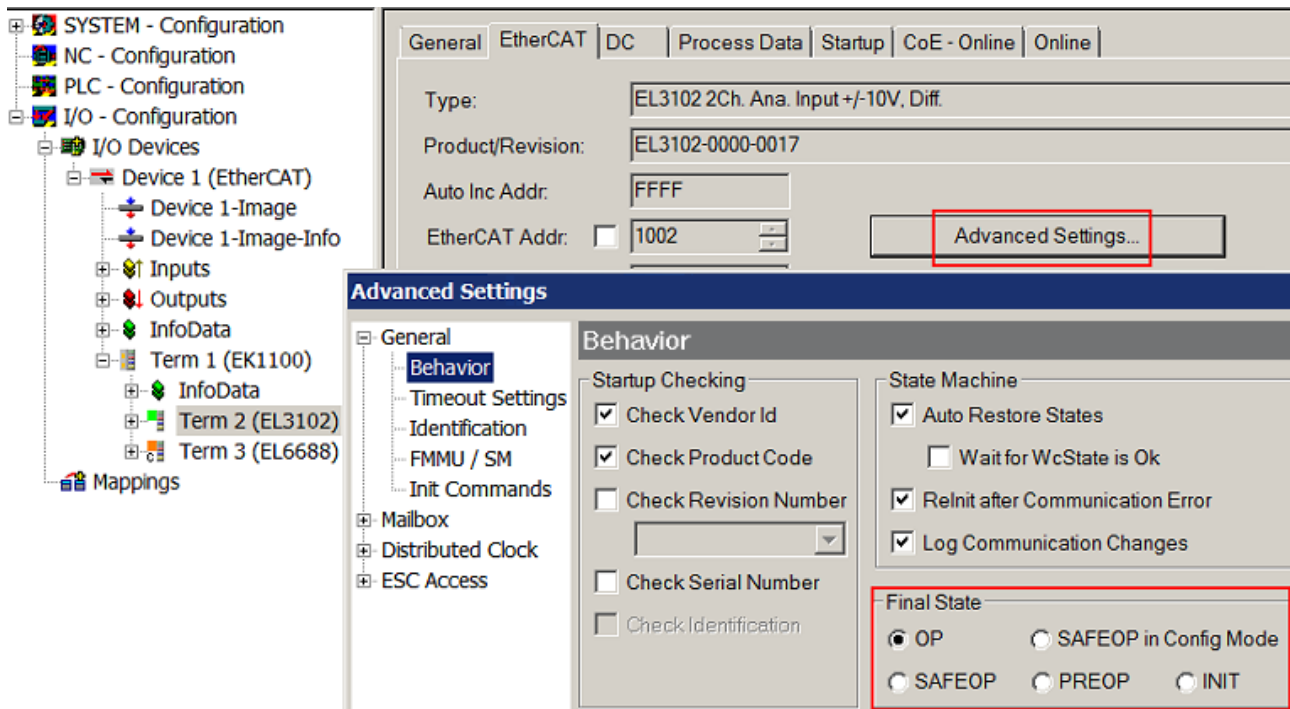 SYSTEM - Configuration
NC - Configuration
PLC - Configuration
I/O - Configuration
I/O Devices
Device 1 (EtherCAT)
Device 1-Image
Device 1-Image-Info
Inputs
Outputs
InfoData
Term 1 (EK1100)
InfoData
Term 2 (EL3102)
Term 3 (EL6688)
Mappings
General EtherCAT DC Process Data Startup CoE - Online Online
Type: EL3102 2Ch. Ana. Input +/-10V, Diff.
Product/Revision: EL3102-0000-0017
Auto Inc Addr: FFFF
EtherCAT Addr: 1002 Advanced Settings...
Advanced Settings
General
Behavior
Timeout Settings
Identification
FMMU / SM
Init Commands
Mailbox
Distributed Clock
ESC Access
Behavior
Startup Checking
Check Vendor Id
Check Product Code
Check Revision Number
Check Serial Number
Check Identification
State Machine
Auto Restore States
Wait for WcState is Ok
ReInit after Communication Error
Log Communication Changes
Final State
OP SAFEOP in Config Mode
SAFEOP PREOP INIT